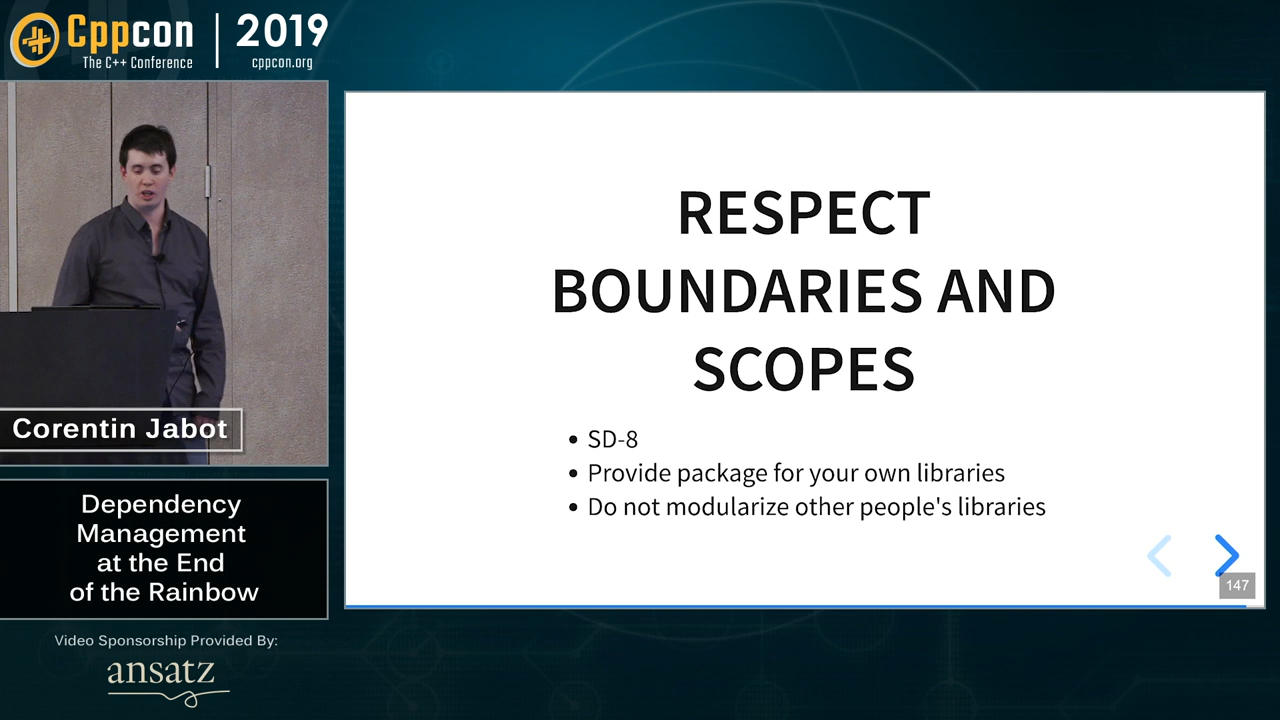 Cppcon
The C++ Conference
2019
cppcon.org
Corentin Jabot
Dependency
Management
at the End
of the Rainbow
Video Sponsorship Provided By:
ansatz
RESPECT
BOUNDARIES AND
SCOPES
• SD-8
• Provide package for your own libraries
• Do not modularize other people's libraries
147